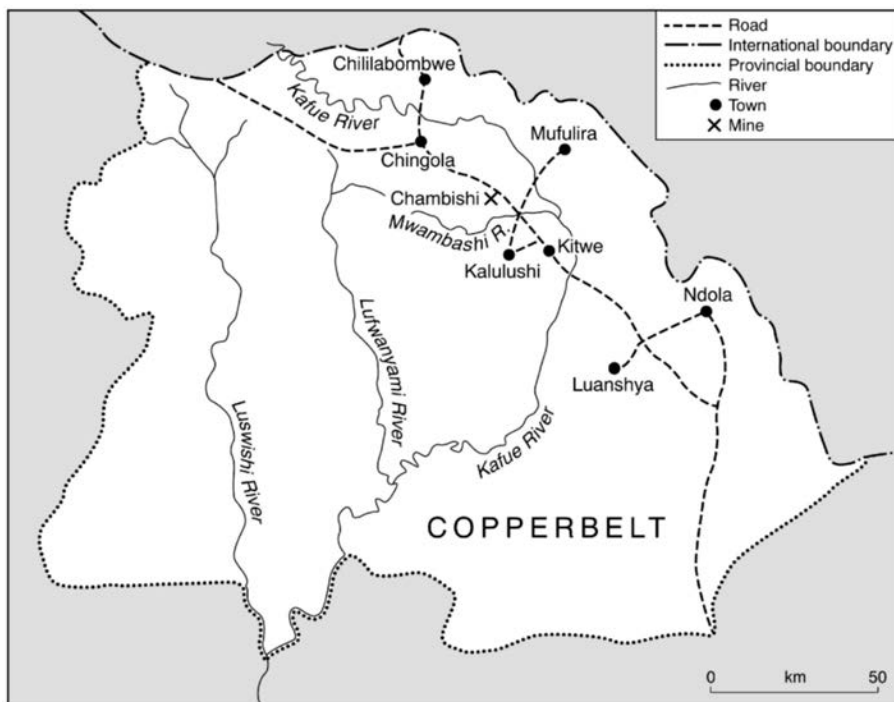 Road
International boundary
Provincial boundary
River
Town
Mine
Chililabombwe
Kafue River
Mufulira
Chingola
Chambishi
Mwambashi R.
Kitwe
Kalulushi
Ndola
Lufwanyami River
Luanshya
Luswishi River
Kafue River
COPPERBELT
0 km 50